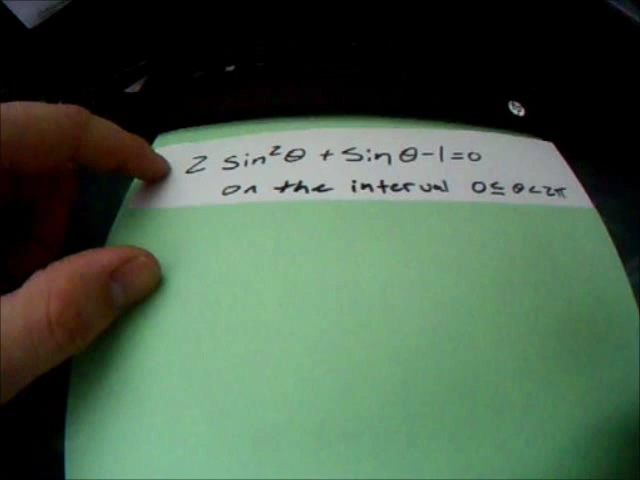 2 sin²θ + sin θ - 1 = 0
on the interval 0 ≤ θ < 2π